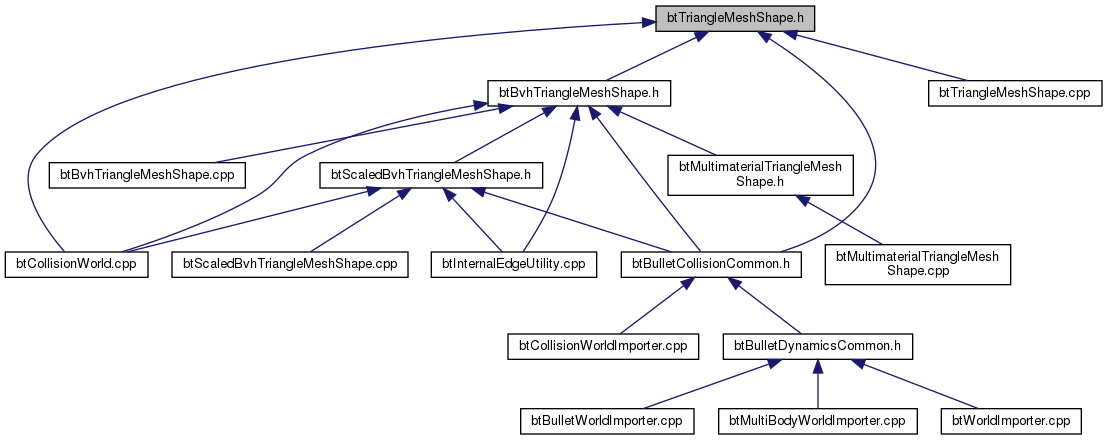 btTriangleMeshShape.h
btBvhTriangleMeshShape.h
btTriangleMeshShape.cpp
btBvhTriangleMeshShape.cpp
btScaledBvhTriangleMeshShape.h
btMultimaterialTriangleMesh
Shape.h
btCollisionWorld.cpp
btScaledBvhTriangleMeshShape.cpp
btInternalEdgeUtility.cpp
btBulletCollisionCommon.h
btMultimaterialTriangleMesh
Shape.cpp
btCollisionWorldImporter.cpp
btBulletDynamicsCommon.h
btBulletWorldImporter.cpp
btMultiBodyWorldImporter.cpp
btWorldImporter.cpp